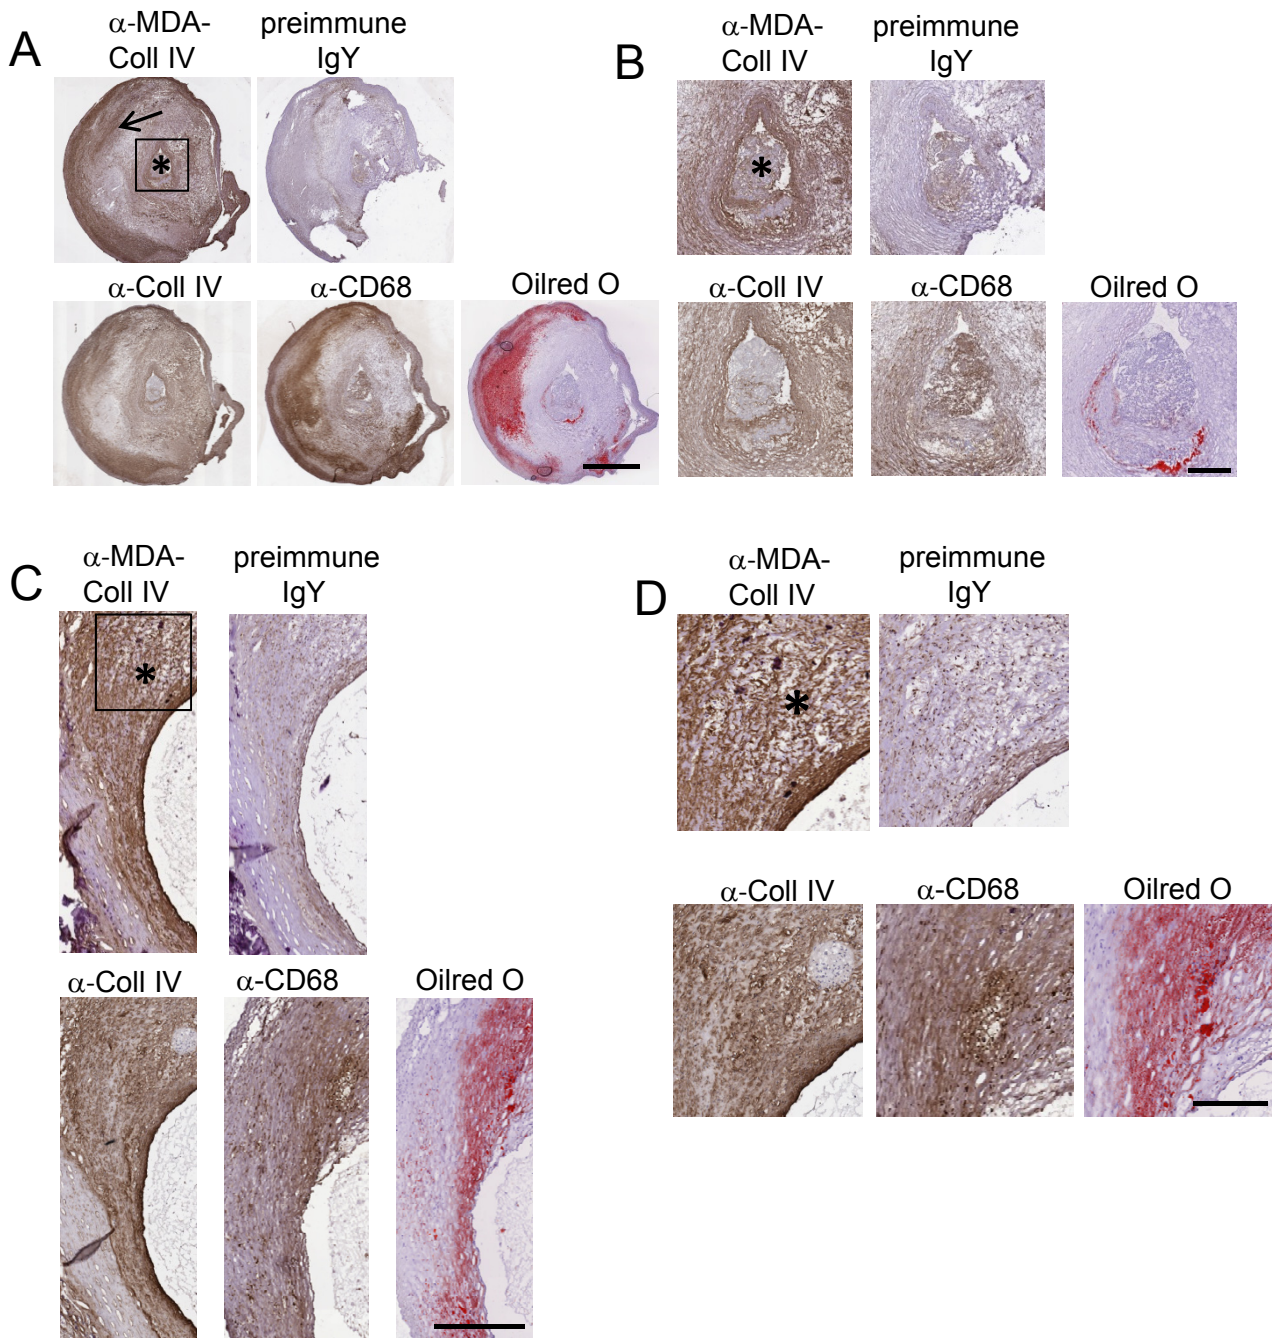 A
α-MDA-
Coll IV
preimmune
IgY
*
α-Coll IV
α-CD68
Oilred O
B
α-MDA-
Coll IV
preimmune
IgY
*
α-Coll IV
α-CD68
Oilred O
C
α-MDA-
Coll IV
preimmune
IgY
*
α-Coll IV
α-CD68
Oilred O
D
α-MDA-
Coll IV
preimmune
IgY
*
α-Coll IV
α-CD68
Oilred O